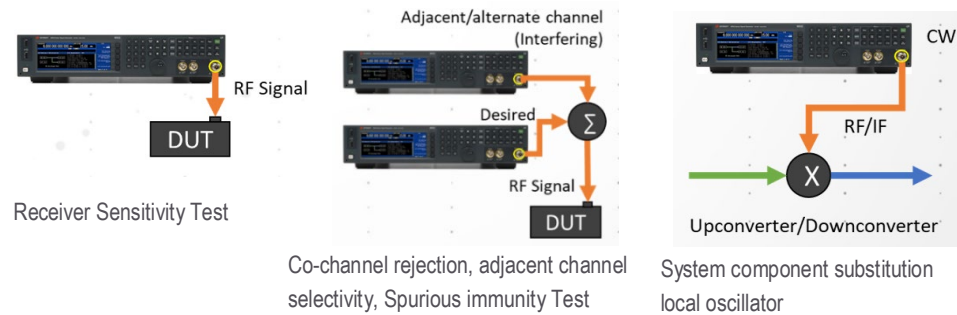 RF Signal
DUT
Receiver Sensitivity Test
Adjacent/alternate channel
(Interfering)
Desired
Σ
RF Signal
DUT
Co-channel rejection, adjacent channel
selectivity, Spurious immunity Test
CW
RF/IF
X
Upconverter/Downconverter
System component substitution
local oscillator